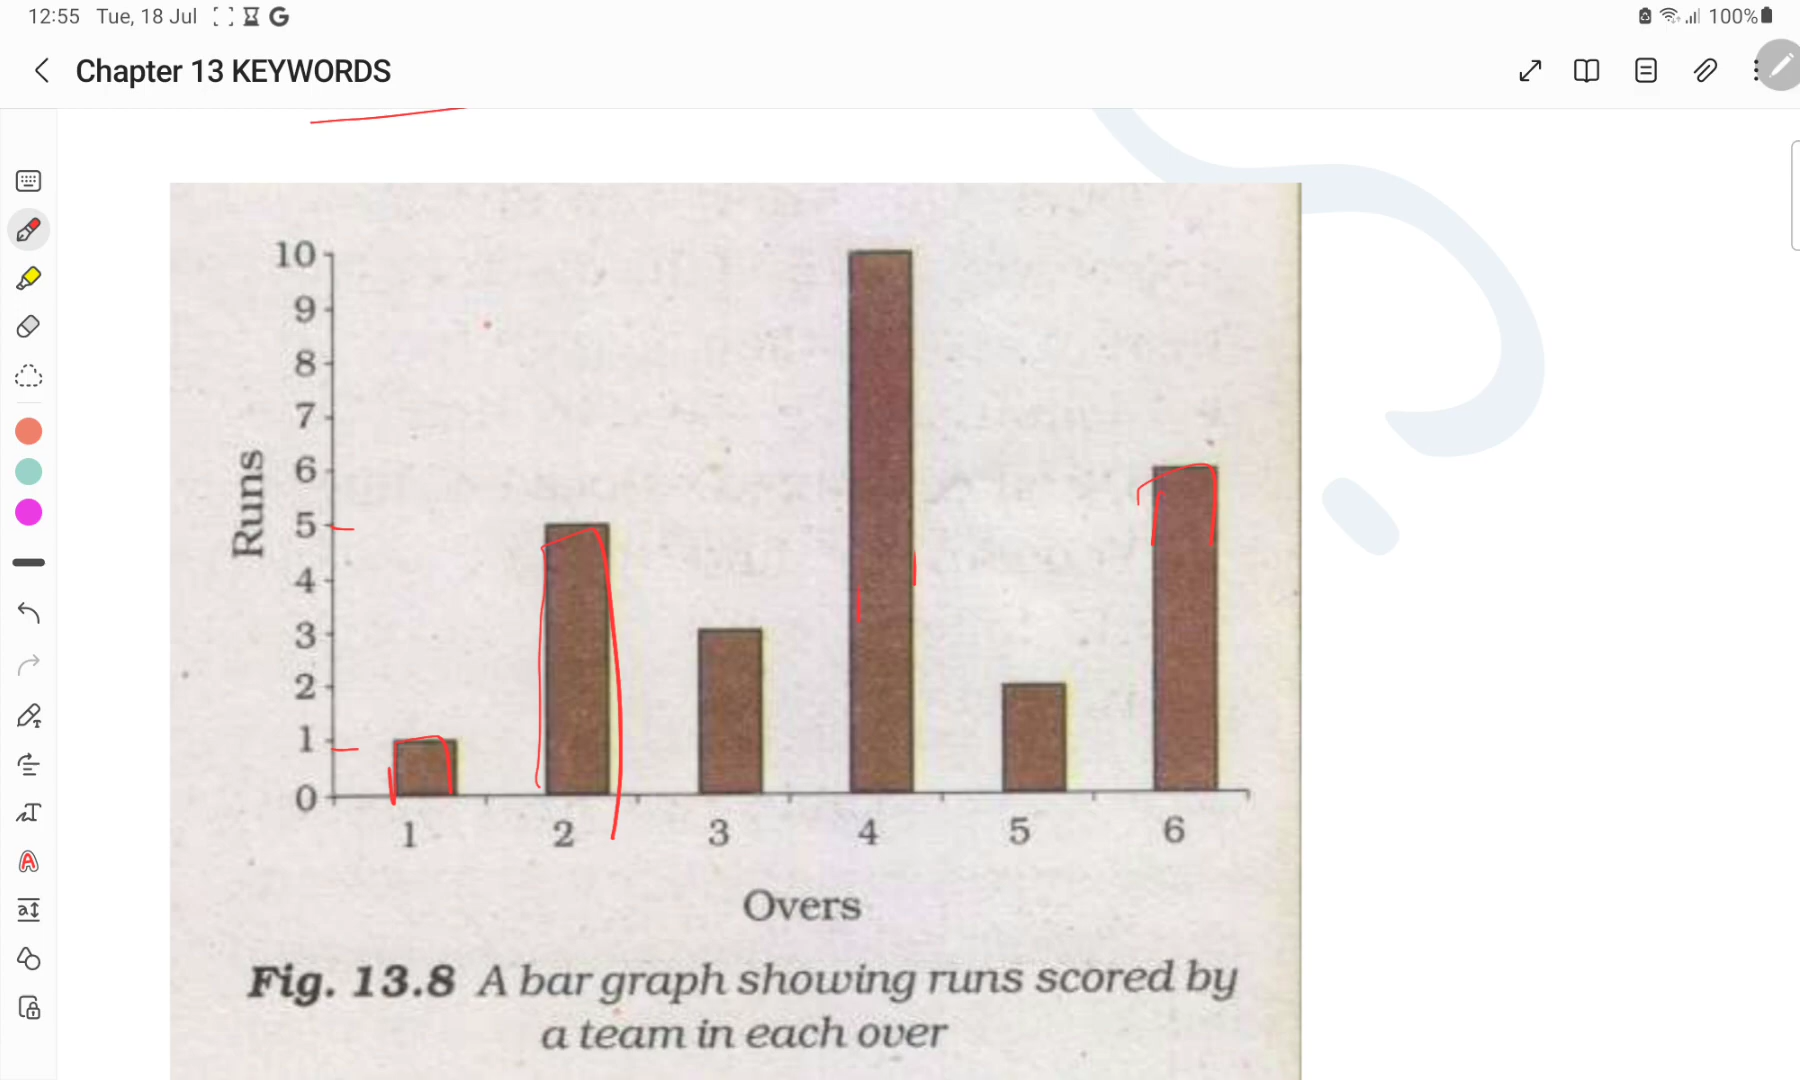 12:55 Tue, 18 Jul G 100%
Chapter 13 KEYWORDS
10
9
8
7
6
5
4
3
2
1
0
Runs
1 2 3 4 5 6
Overs
Fig. 13.8 A bar graph showing runs scored by
a team in each over